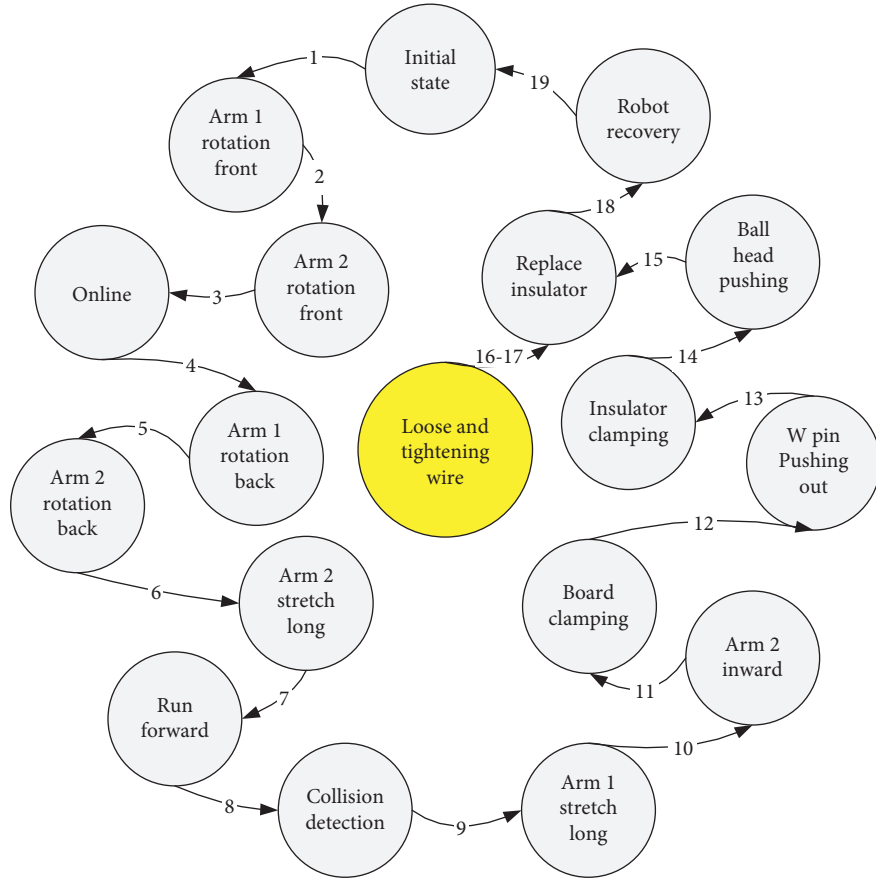 Initial
state
1
Arm 1
rotation
front
2
Arm 2
rotation
front
3
Online
4
Arm 1
rotation
back
5
Arm 2
rotation
back
6
Arm 2
stretch
long
7
Run
forward
8
Collision
detection
9
Arm 1
stretch
long
10
Arm 2
inward
11
Board
clamping
12
W pin
Pushing
out
13
Insulator
clamping
14
Ball
head
pushing
15
Replace
insulator
16-17
Loose and
tightening
wire
18
Robot
recovery
19